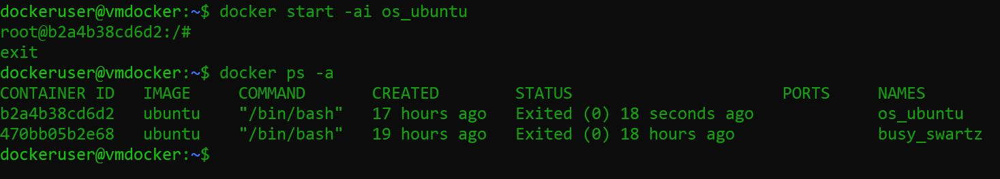 dockeruser@vmdocker:~$ docker start -ai os_ubuntu
root@b2a4b38cd6d2:/#
exit
dockeruser@vmdocker:~$ docker ps -a
CONTAINER ID   IMAGE     COMMAND       CREATED        STATUS                      PORTS     NAMES
b2a4b38cd6d2   ubuntu    "/bin/bash"   17 hours ago   Exited (0) 18 seconds ago             os_ubuntu
470bb05b2e68   ubuntu    "/bin/bash"   19 hours ago   Exited (0) 18 hours ago               busy_swartz
dockeruser@vmdocker:~$